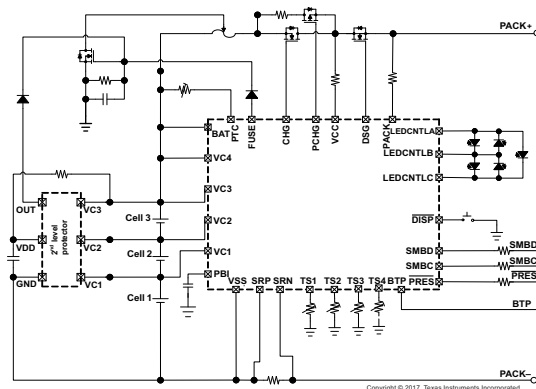 PACK+
BAT
PTC
FUSE
CHG
PCHG
VCC
DSG
PACK
LEDCNTLA
LEDCNTLB
LEDCNTLC
DISP
SMBD
SMBC
PRES
VC4
VC3
VC2
VC1
PBI
VSS
SRP
SRN
TS1
TS2
TS3
TS4
BTP
SMBD
SMBC
PRES
BTP
OUT
VDD
GND
2nd level
protector
VC3
VC2
VC1
Cell 3
Cell 2
Cell 1
PACK–
Copyright © 2017, Texas Instruments Incorporated